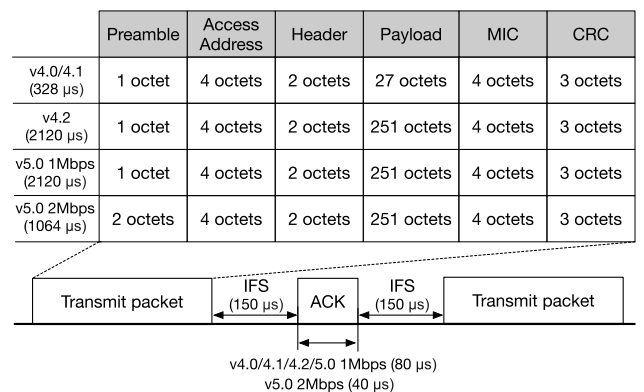 Preamble Access Address Header Payload MIC CRC
v4.0/4.1 (328 µs) 1 octet 4 octets 2 octets 27 octets 4 octets 3 octets
v4.2 (2120 µs) 1 octet 4 octets 2 octets 251 octets 4 octets 3 octets
v5.0 1Mbps (2120 µs) 1 octet 4 octets 2 octets 251 octets 4 octets 3 octets
v5.0 2Mbps (1064 µs) 2 octets 4 octets 2 octets 251 octets 4 octets 3 octets
Transmit packet IFS (150 µs) ACK IFS (150 µs) Transmit packet
v4.0/4.1/4.2/5.0 1Mbps (80 µs)
v5.0 2Mbps (40 µs)